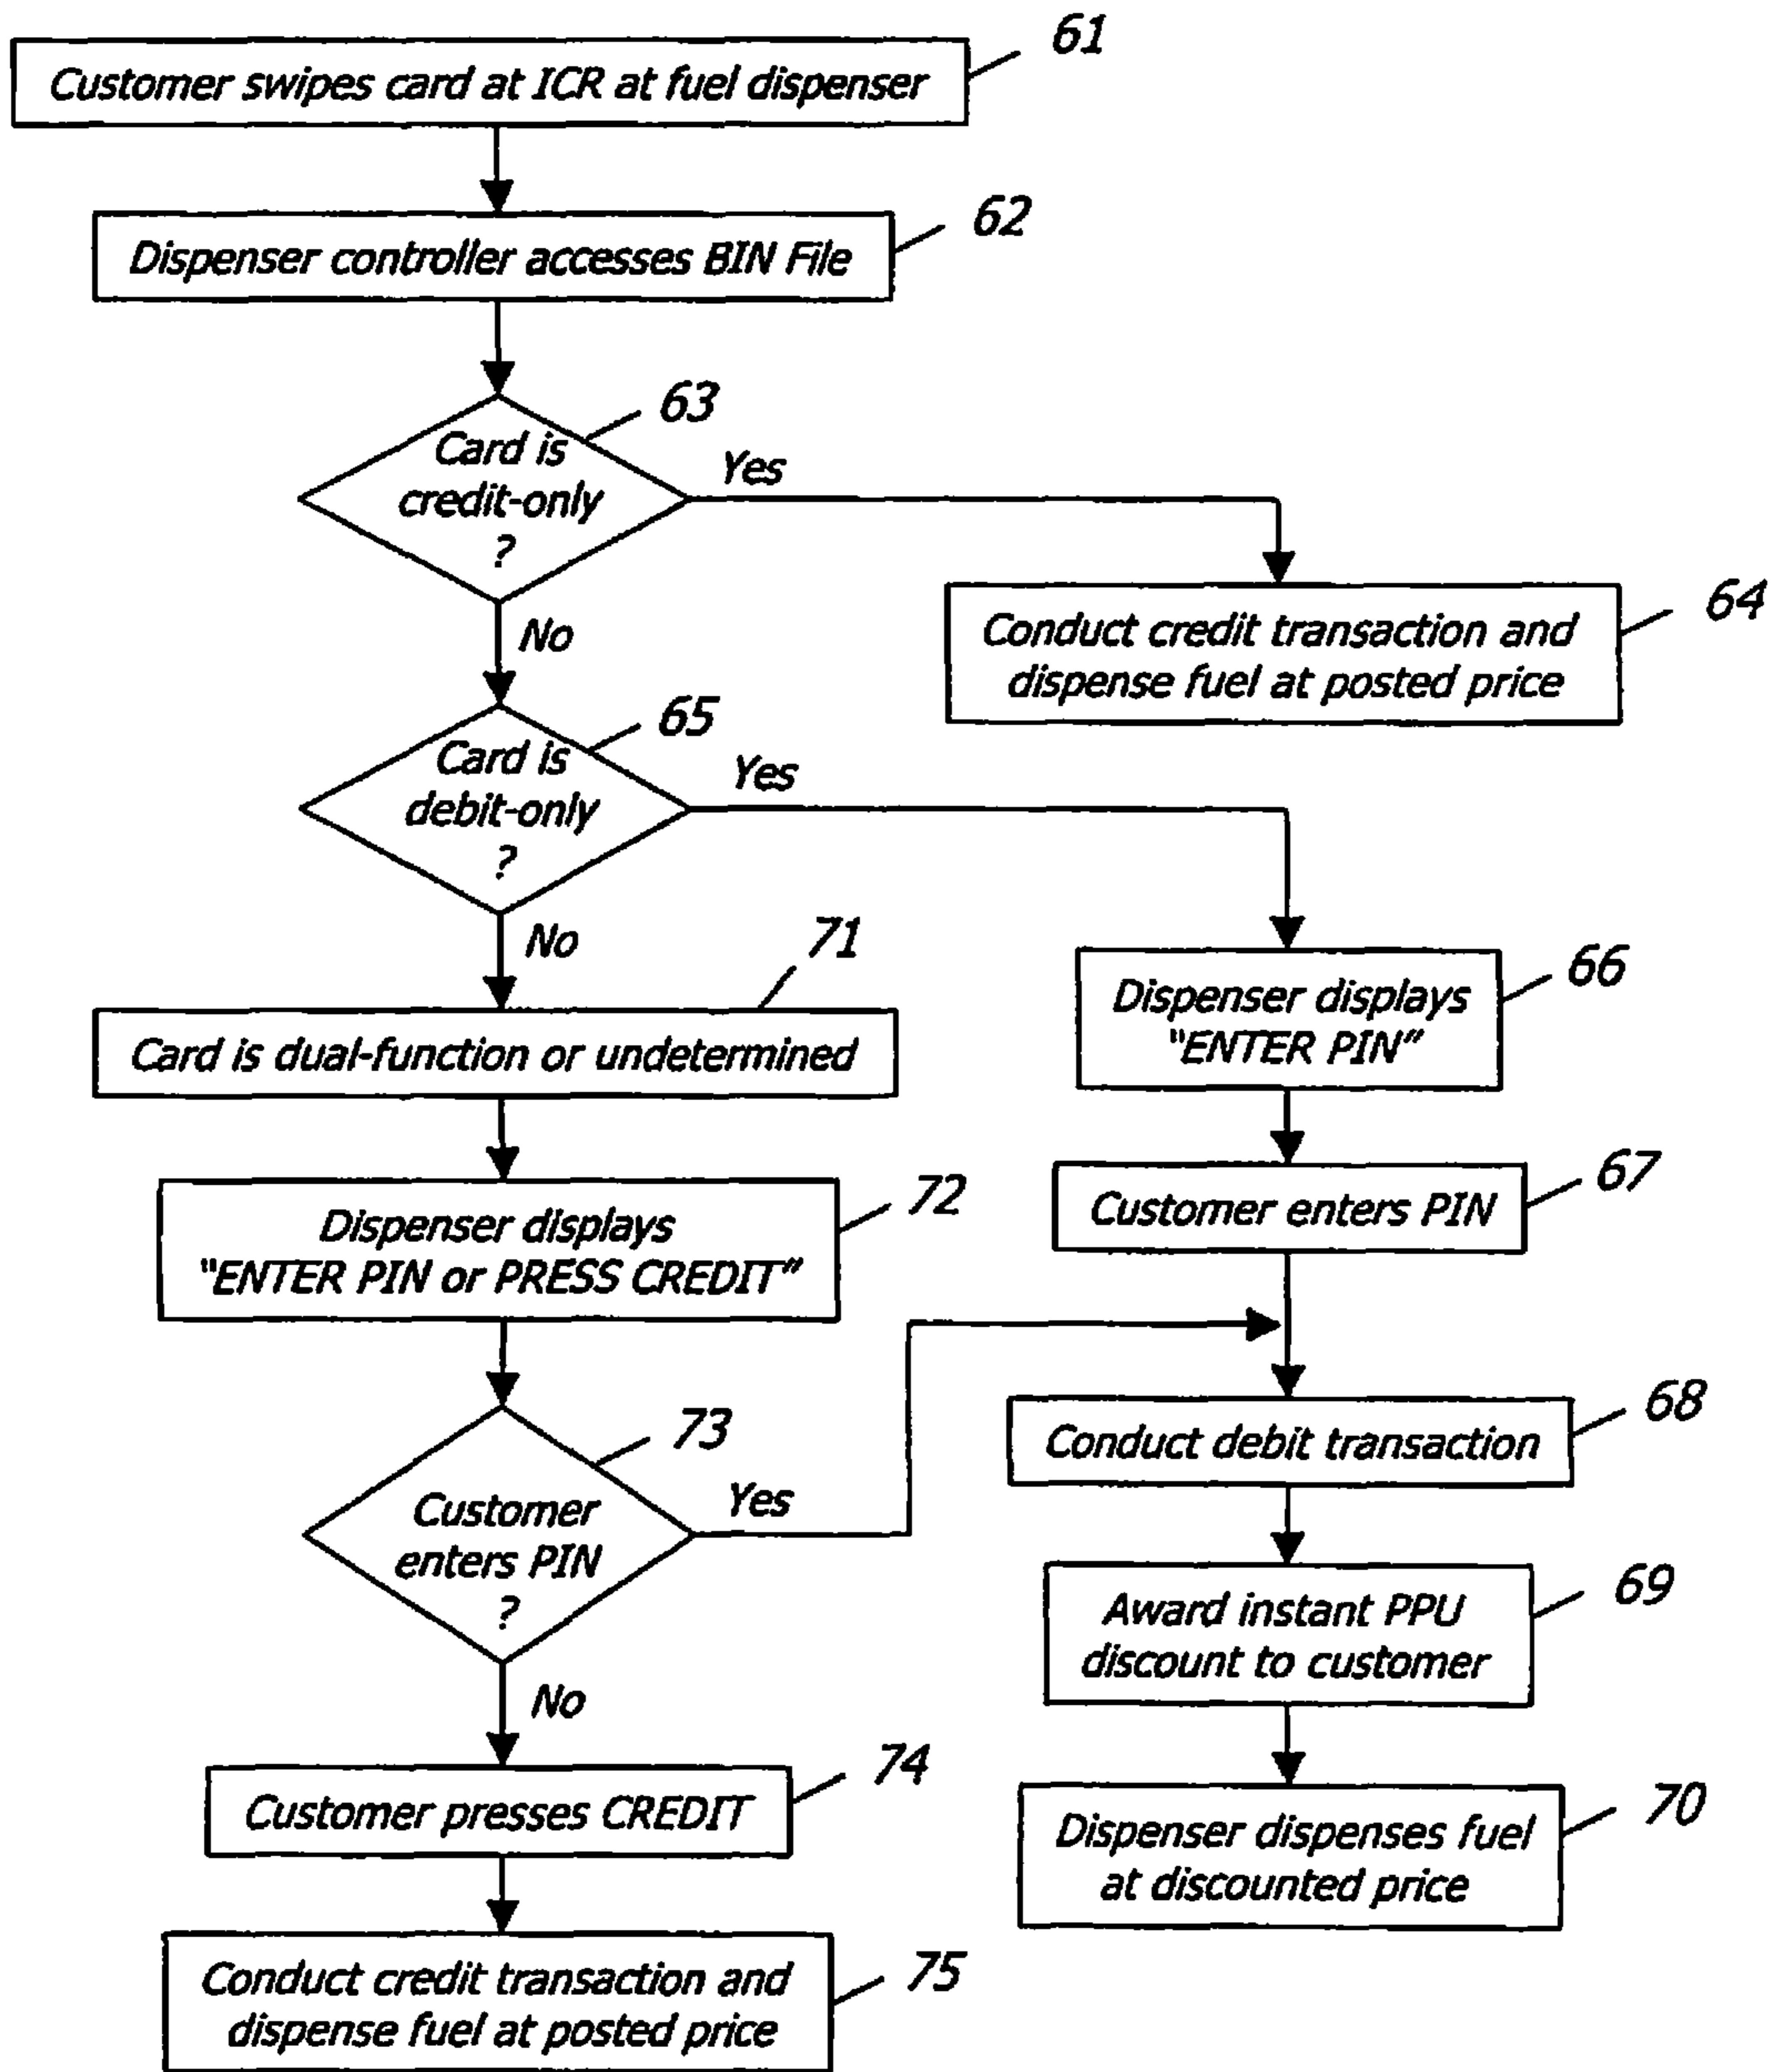 61
Customer swipes card at ICR at fuel dispenser
62
Dispenser controller accesses BIN File
63
Card is
credit-only
?
Yes
64
Conduct credit transaction and
dispense fuel at posted price
No
65
Card is
debit-only
?
Yes
66
Dispenser displays
"ENTER PIN"
67
Customer enters PIN
No
71
Card is dual-function or undetermined
72
Dispenser displays
"ENTER PIN or PRESS CREDIT"
73
Customer
enters PIN
?
Yes
68
Conduct debit transaction
69
Award instant PPU
discount to customer
70
Dispenser dispenses fuel
at discounted price
No
74
Customer presses CREDIT
75
Conduct credit transaction and
dispense fuel at posted price